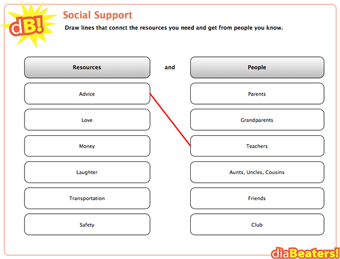 dB!
Social Support
Draw lines that connct the resources you need and get from people you know.
Resources and People
Advice Parents
Love Grandparents
Money Teachers
Laughter Aunts, Uncles, Cousins
Transportation Friends
Safety Club
diaBeaters!